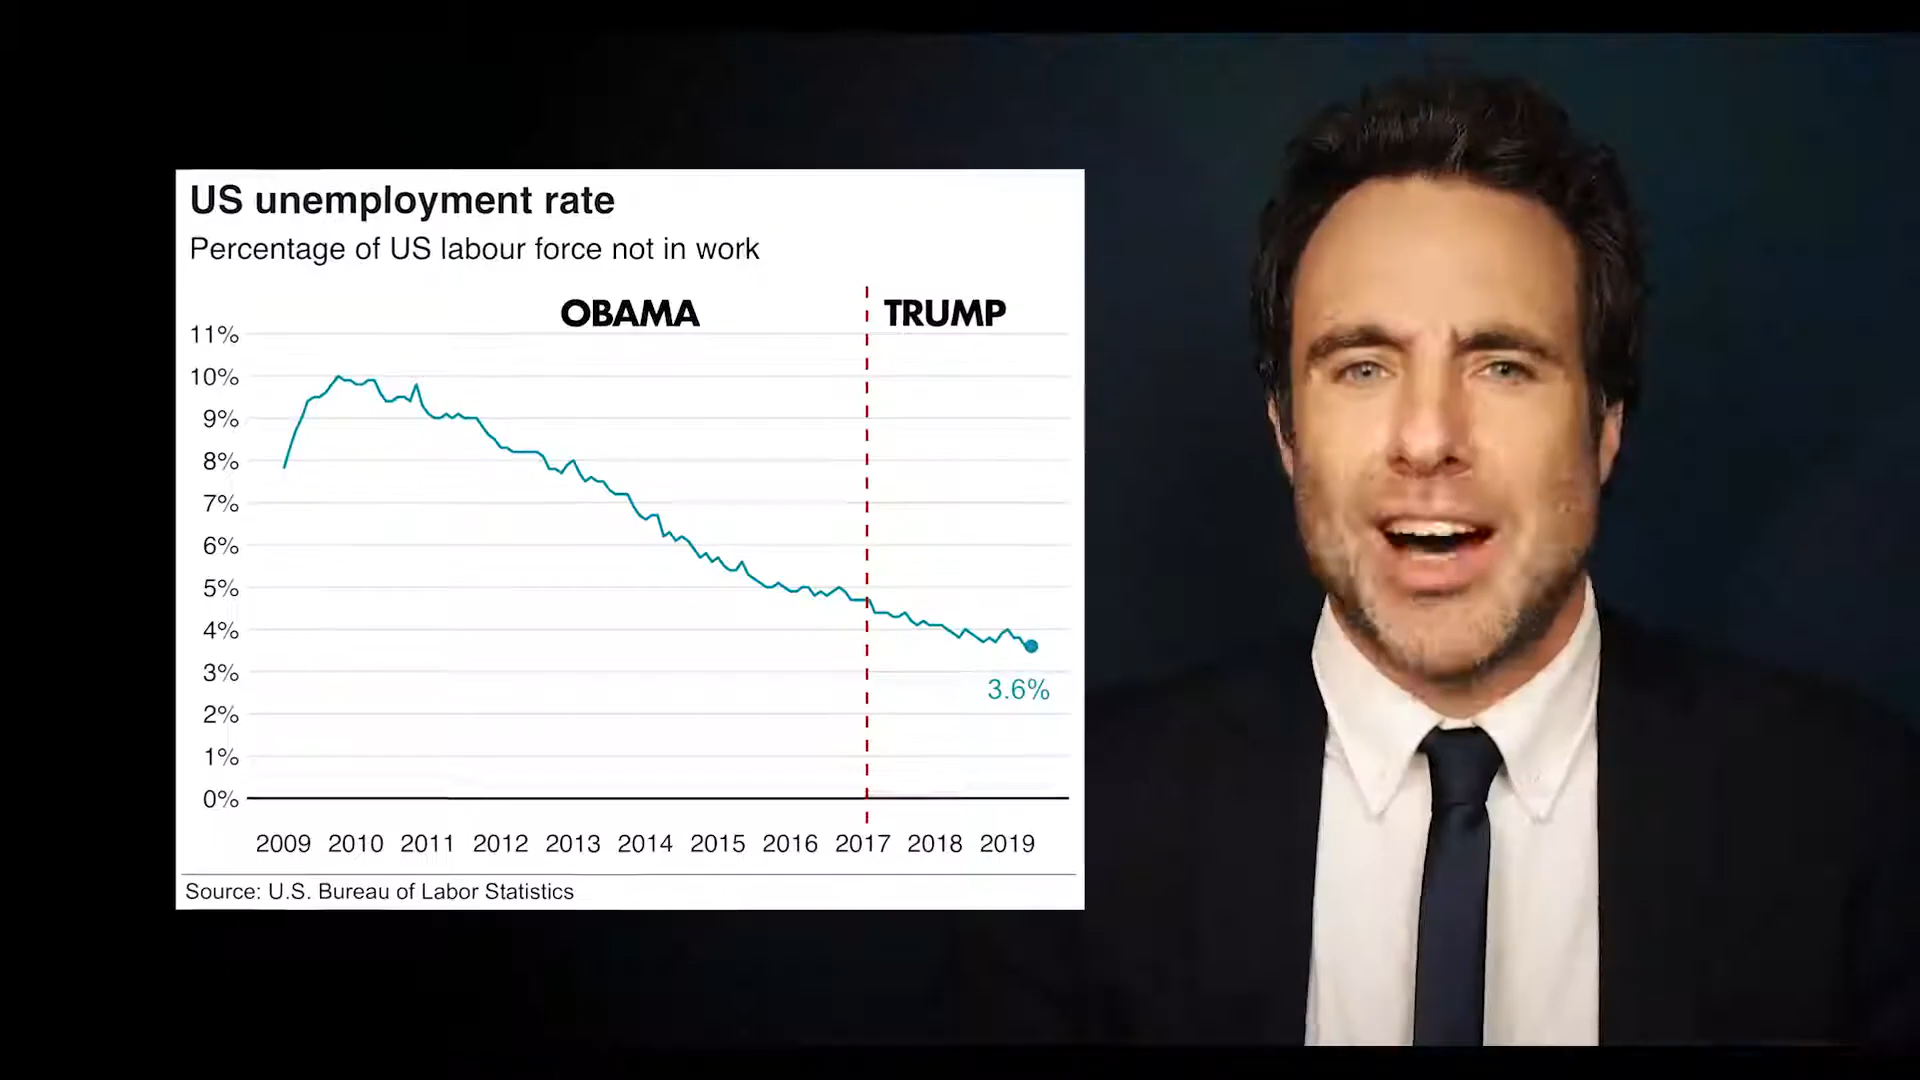 US unemployment rate
Percentage of US labour force not in work
OBAMA TRUMP
11%
10%
9%
8%
7%
6%
5%
4%
3%
3.6%
2%
1%
0%
2009 2010 2011 2012 2013 2014 2015 2016 2017 2018 2019
Source: U.S. Bureau of Labor Statistics